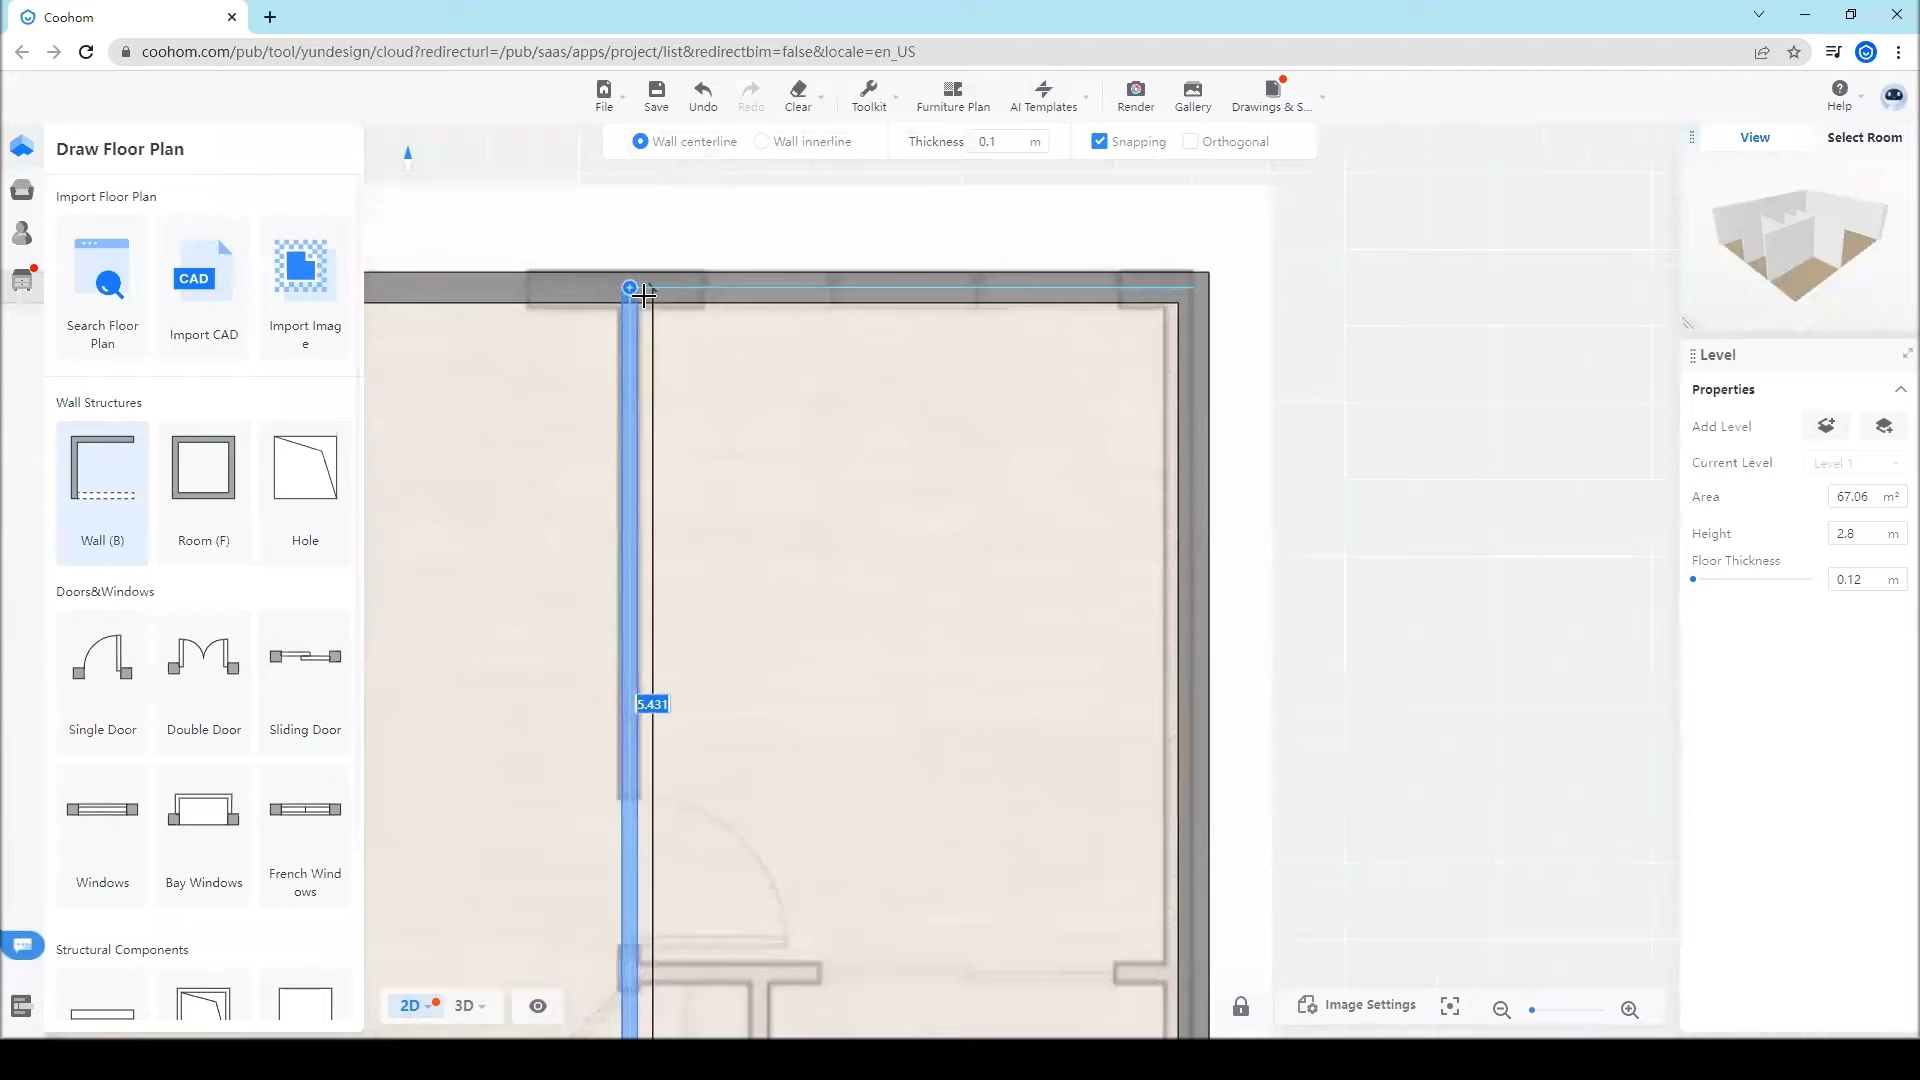 Coohom
coohom.com/pub/tool/yundesign/cloud?redirecturl=/pub/saas/apps/project/list&redirectbim=false&locale=en_US
File
Save
Undo
Redo
Clear
Toolkit
Furniture Plan
AI Templates
Render
Gallery
Drawings & S...
Help
Wall centerline
Wall innerline
Thickness 0.1 m
Snapping
Orthogonal
Draw Floor Plan
Import Floor Plan
CAD
Search Floor
Plan
Import CAD
Import Imag
e
Wall Structures
Wall (B)
Room (F)
Hole
Doors&Windows
Single Door
Double Door
Sliding Door
Windows
Bay Windows
French Wind
ows
Structural Components
5.431
2D
3D
Image Settings
View
Select Room
Level
Properties
Add Level
Current Level Level 1
Area 67.06 m²
Height 2.8 m
Floor Thickness
0.12 m